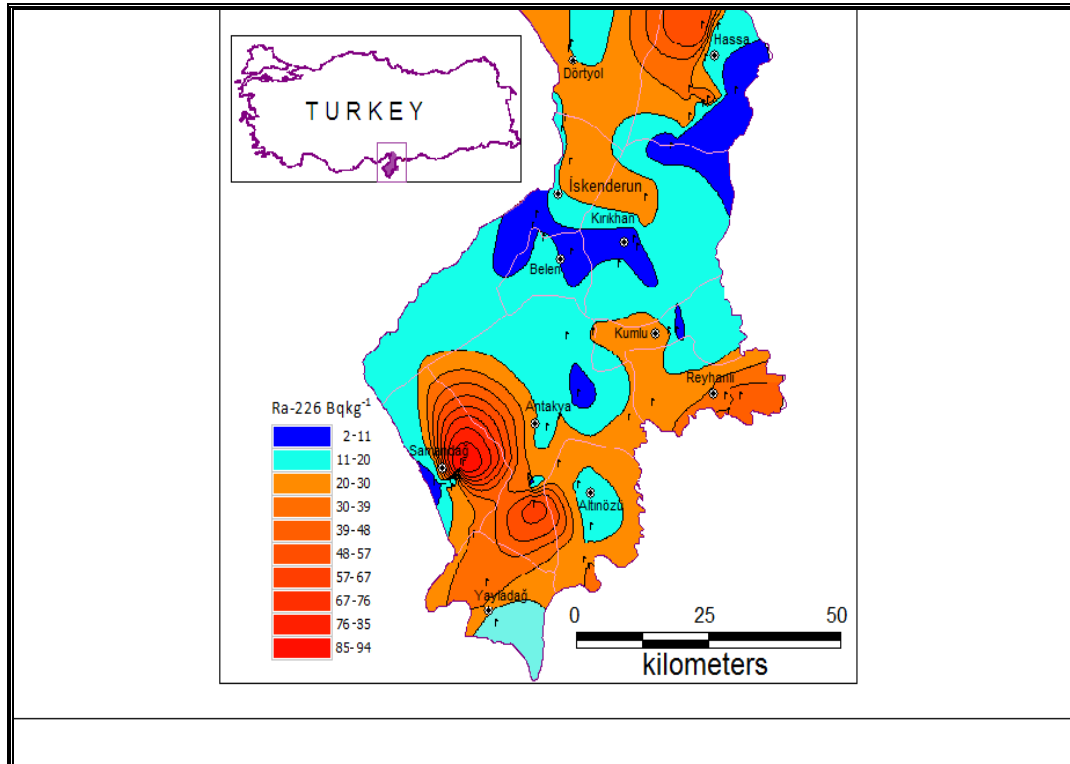 Hassa
Dörtyol
TURKEY
İskenderun
Kırıkhan
Belen
Kumlu
Reyhanlı
Antakya
Samandağ
Altınözü
Yayladağ
Ra-226 Bqkg⁻¹
2-11
11-20
20-30
30-39
39-48
48-57
57-67
67-76
76-85
85-94
0 25 50
kilometers